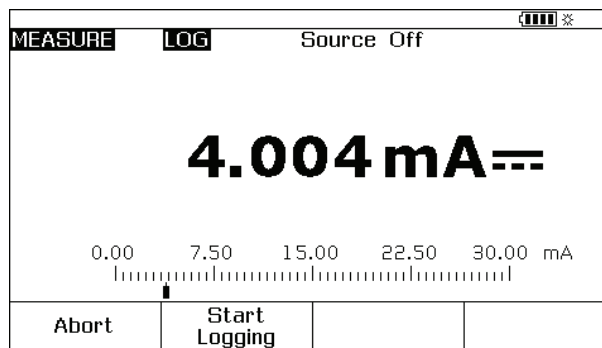 MEASURE LOG Source Off
4.004 mA
0.00 7.50 15.00 22.50 30.00 mA
Abort Start Logging